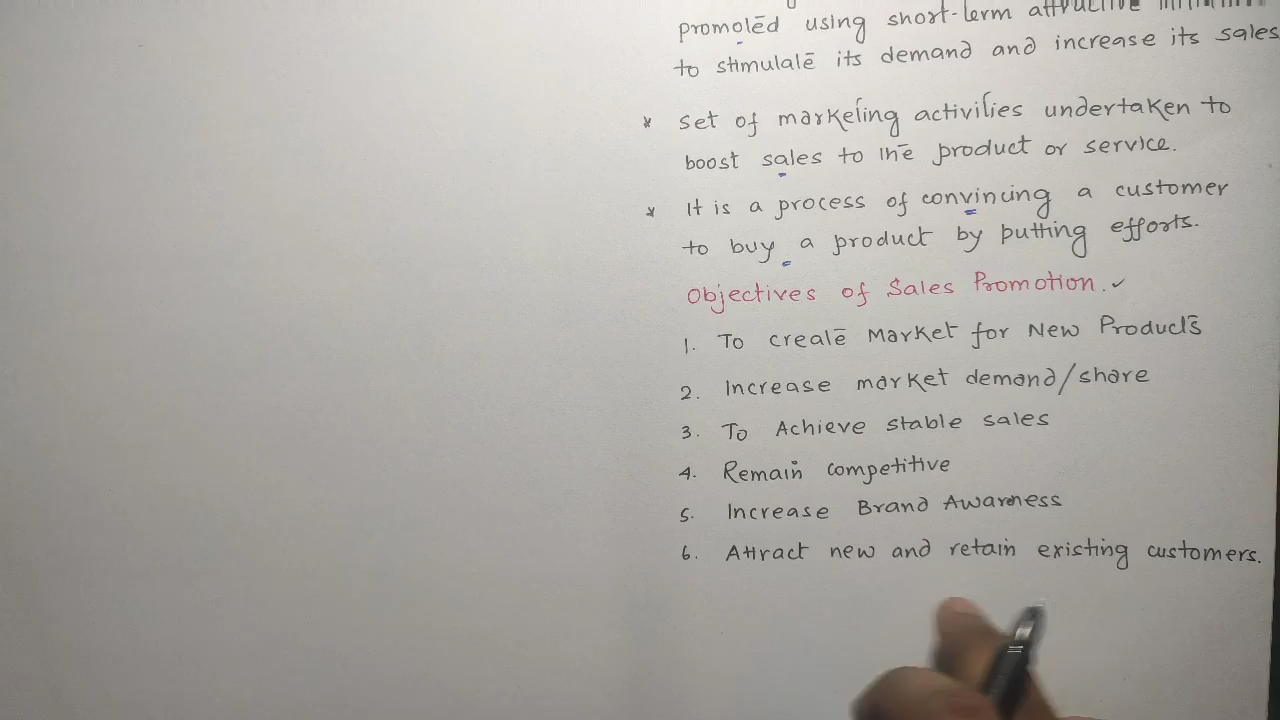 promoted using short-term attractive
to stimulate its demand and increase its sales
* set of marketing activities undertaken to
boost sales to the product or service.
* It is a process of convincing a customer
to buy a product by putting efforts.
Objectives of Sales Promotion. ✓
1. To create Market for New Products
2. Increase market demand/share
3. To Achieve stable sales
4. Remain competitive
5. Increase Brand Awarness
6. Attract new and retain existing customers.